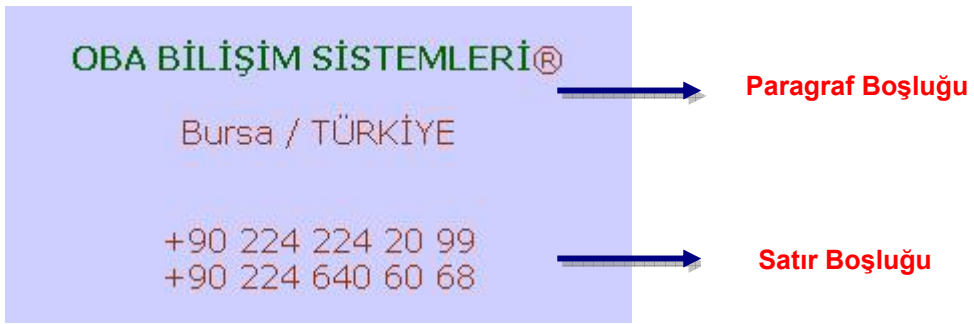 OBA BİLİŞİM SİSTEMLERİ®
Paragraf Boşluğu
Bursa / TÜRKİYE
+90 224 224 20 99
+90 224 640 60 68
Satır Boşluğu